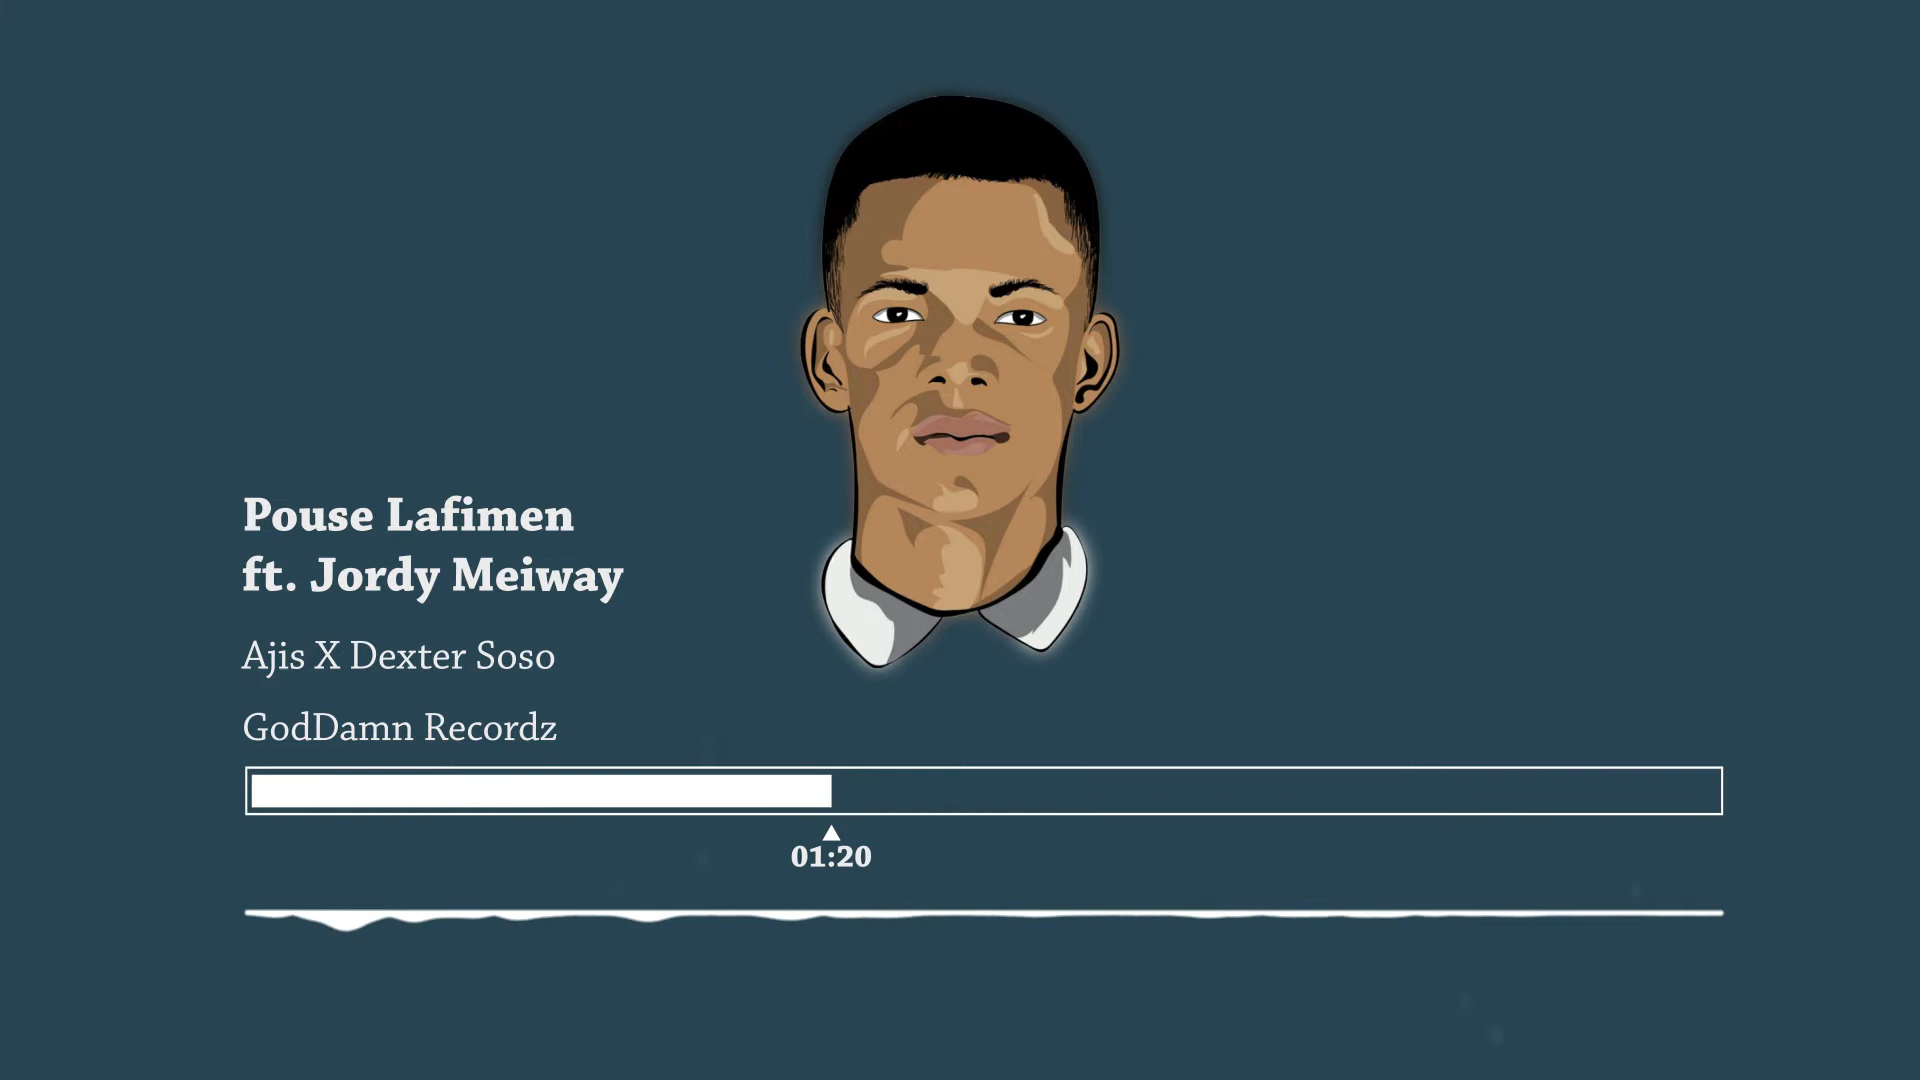 Pouse Lafimen
ft. Jordy Meiway
Ajis X Dexter Soso
GodDamn Recordz
01:20